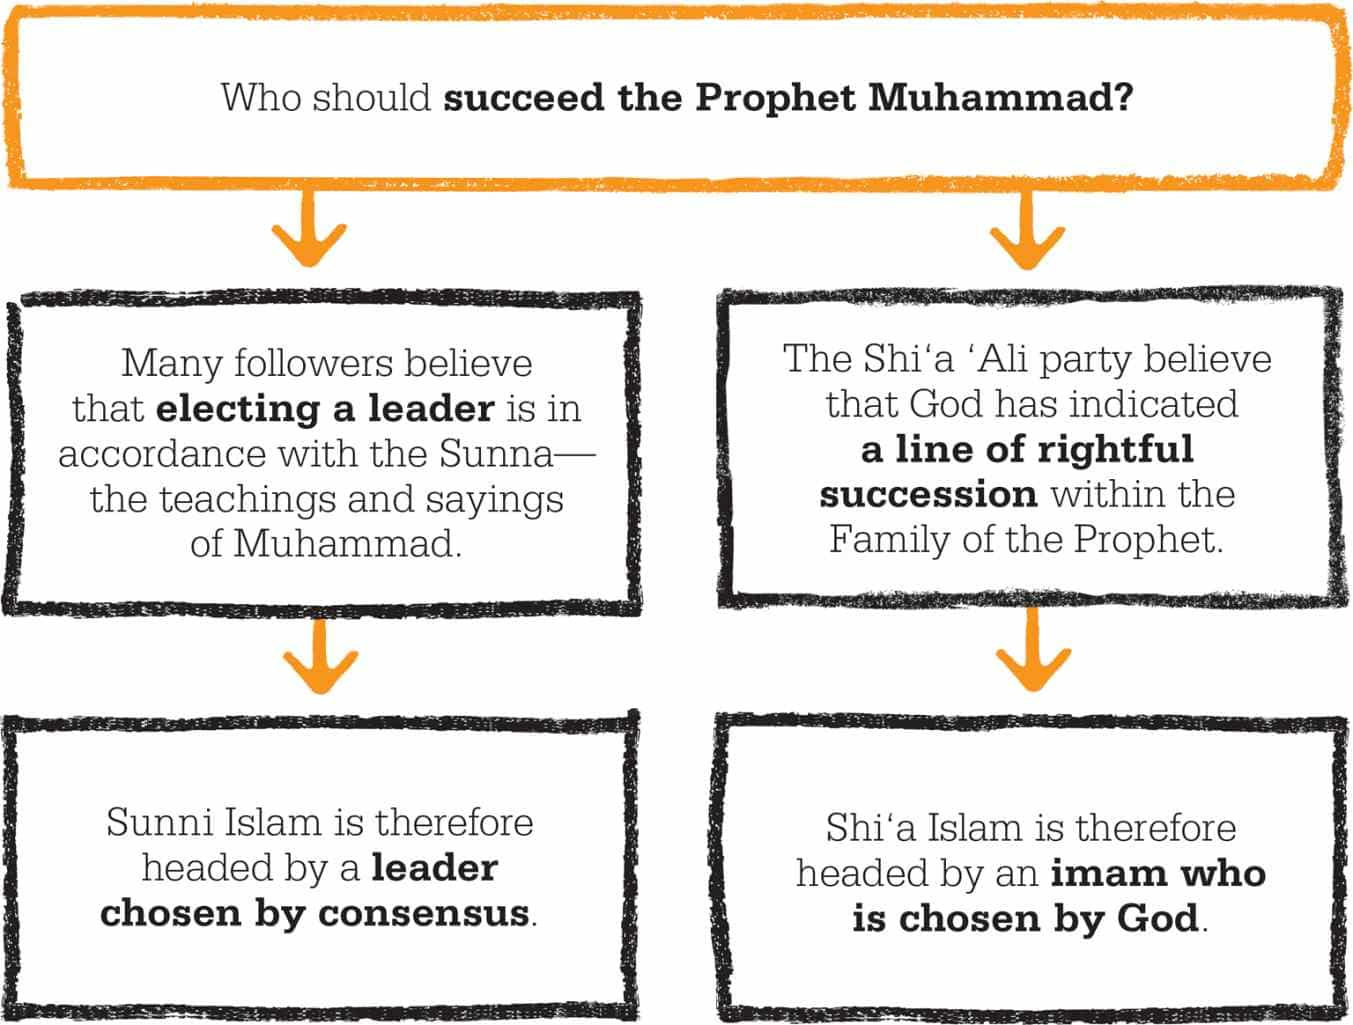 Who should succeed the Prophet Muhammad?
Many followers believe
that electing a leader is in
accordance with the Sunna—
the teachings and sayings
of Muhammad.
The Shi‘a ‘Ali party believe
that God has indicated
a line of rightful
succession within the
Family of the Prophet.
Sunni Islam is therefore
headed by a leader
chosen by consensus.
Shi‘a Islam is therefore
headed by an imam who
is chosen by God.